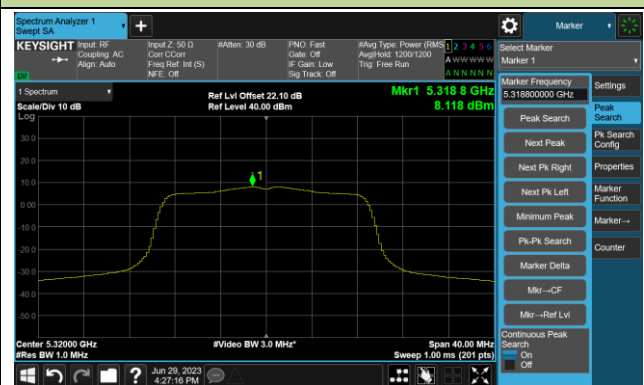 Spectrum Analyzer 1
Swept SA
Marker
KEYSIGHT
Input: RF
Coupling: AC
Align: Auto
Input Z: 50 Ω
Corr CCorr
Freq Ref: Int (S)
NFE: Off
#Atten: 30 dB
PNO: Fast
Gate: Off
IF Gain: Low
Sig Track: Off
#Avg Type: Power (RMS
Avg|Hold: 1200/1200
Trig: Free Run
1 2 3 4 5 6
A W W W W W
A N N N N N
Select Marker
Marker 1
1 Spectrum
Scale/Div 10 dB
Log
Ref Lvl Offset 22.10 dB
Ref Level 40.00 dBm
Mkr1 5.318 8 GHz
8.118 dBm
30.0
20.0
10.0
0.00
-10.0
-20.0
-30.0
-40.0
-50.0
1
Center 5.32000 GHz
#Res BW 1.0 MHz
#Video BW 3.0 MHz*
Span 40.00 MHz
Sweep 1.00 ms (201 pts)
Marker Frequency
5.318800000 GHz
Peak Search
Next Peak
Next Pk Right
Next Pk Left
Minimum Peak
Pk-Pk Search
Marker Delta
Mkr→CF
Mkr→Ref Lvl
Continuous Peak
Search
On
Off
Settings
Peak
Search
Pk Search
Config
Properties
Marker
Function
Marker→
Counter
Jun 29, 2023
4:27:16 PM